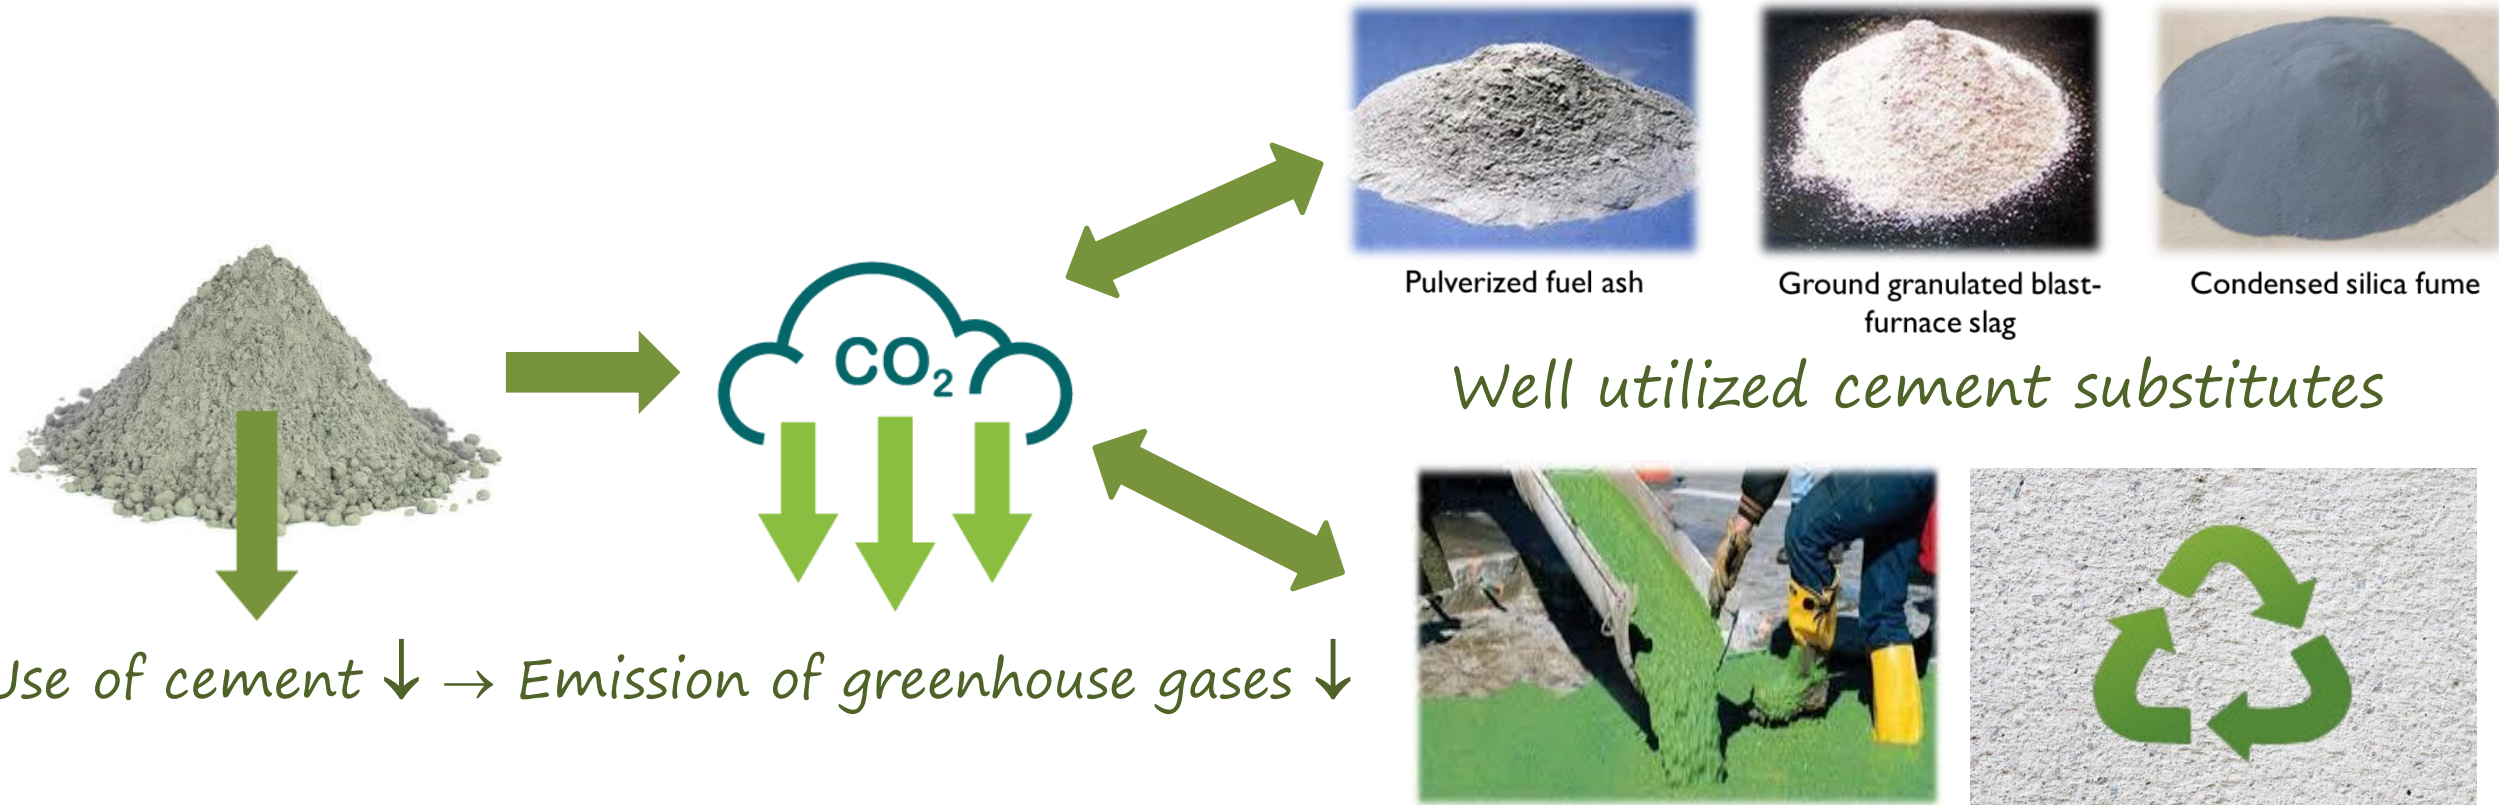 CO₂
Pulverized fuel ash
Ground granulated blast-
furnace slag
Condensed silica fume
Well utilized cement substitutes
Use of cement ↓ → Emission of greenhouse gases ↓